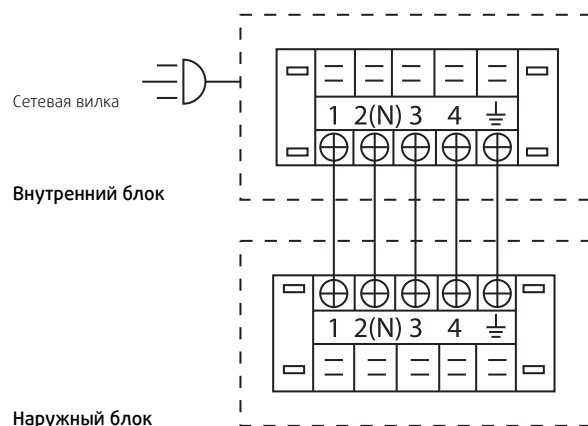 1 2(N) 3 4
Сетевая вилка
Внутренний блок
1 2(N) 3 4
Наружный блок